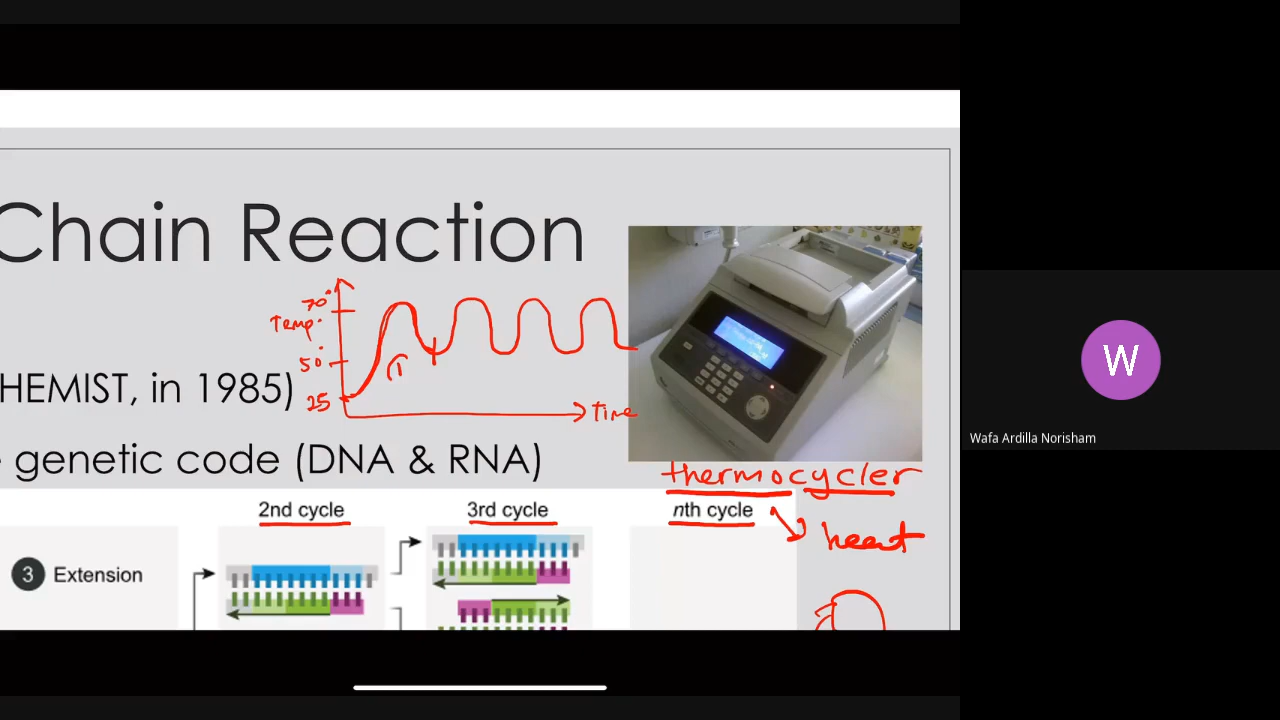 Chain Reaction
70°
Temp.
50
25
time
HEMIST, in 1985)
genetic code (DNA & RNA)
thermocycler
heat
2nd cycle
3rd cycle
nth cycle
3 Extension
W
Wafa Ardilla Norisham